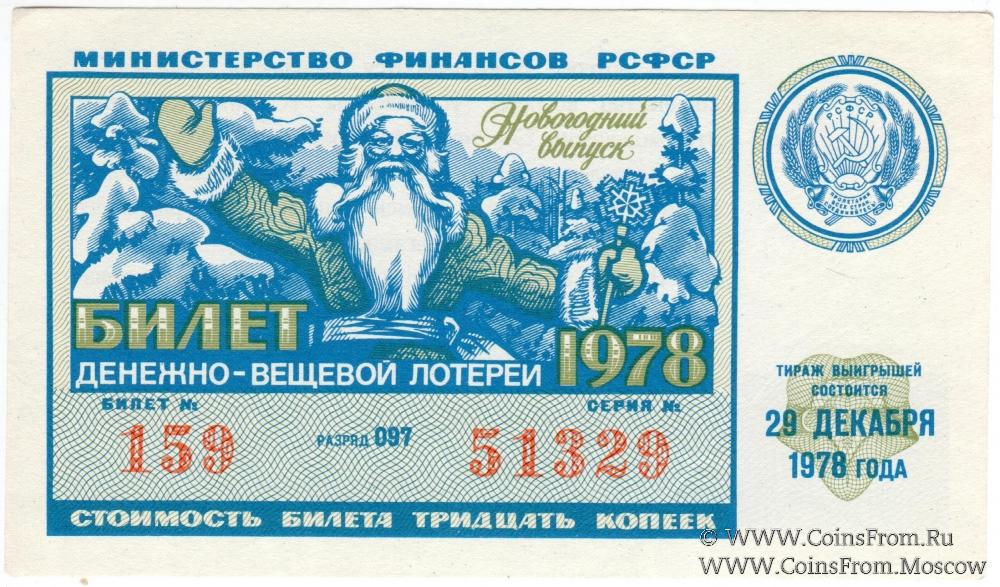 МИНИСТЕРСТВО ФИНАНСОВ РСФСР
Новогодний
выпуск
РСФСР
БИЛЕТ
1978
ДЕНЕЖНО-ВЕЩЕВОЙ ЛОТЕРЕИ
БИЛЕТ №
СЕРИЯ №
159
РАЗРЯД 097
51329
СТОИМОСТЬ БИЛЕТА ТРИДЦАТЬ КОПЕЕК
ТИРАЖ ВЫИГРЫШЕЙ
СОСТОИТСЯ
29 ДЕКАБРЯ
1978 ГОДА
© WWW.CoinsFrom.Ru
WWW.CoinsFrom.Moscow